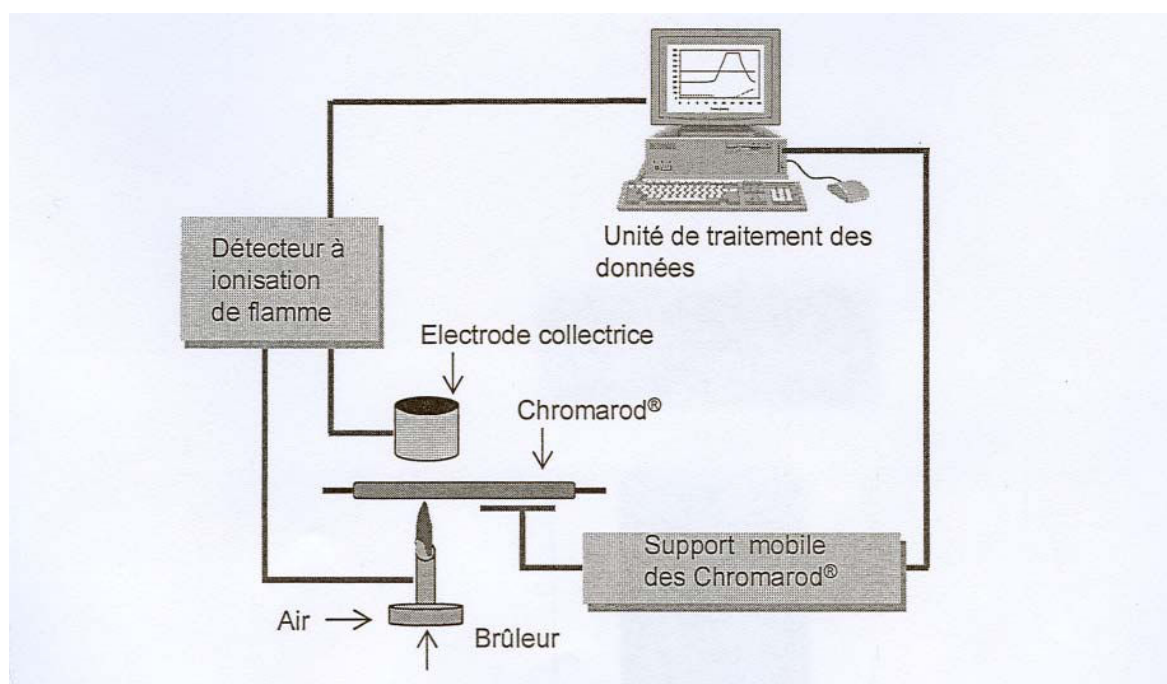 Unité de traitement des
données
Détecteur à
ionisation
de flamme
Electrode collectrice
Chromarod®
Support mobile
des Chromarod®
Air
Brûleur